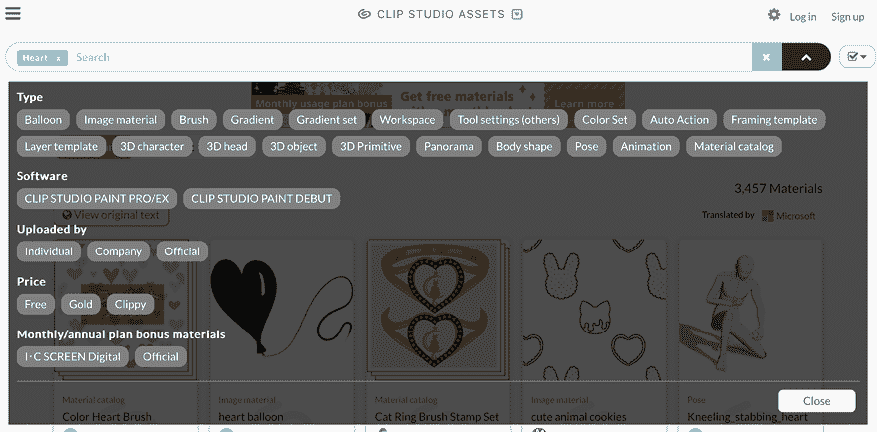 CLIP STUDIO ASSETS
Log in
Sign up
Heart x
Search
Monthly usage plan bonus
Get free materials
Learn more
Type
Balloon
Image material
Brush
Gradient
Gradient set
Workspace
Tool settings (others)
Color Set
Auto Action
Framing template
Layer template
3D character
3D head
3D object
3D Primitive
Panorama
Body shape
Pose
Animation
Material catalog
Software
3,457 Materials
CLIP STUDIO PAINT PRO/EX
CLIP STUDIO PAINT DEBUT
View original text
Translated by
Microsoft
Uploaded by
Individual
Company
Official
Price
Free
Gold
Clippy
Monthly/annual plan bonus materials
I・C SCREEN Digital
Official
Close
Material catalog
Color Heart Brush
Image material
heart balloon
Material catalog
Cat Ring Brush Stamp Set
Image material
cute animal cookies
Pose
Kneeling_stabbing_heart